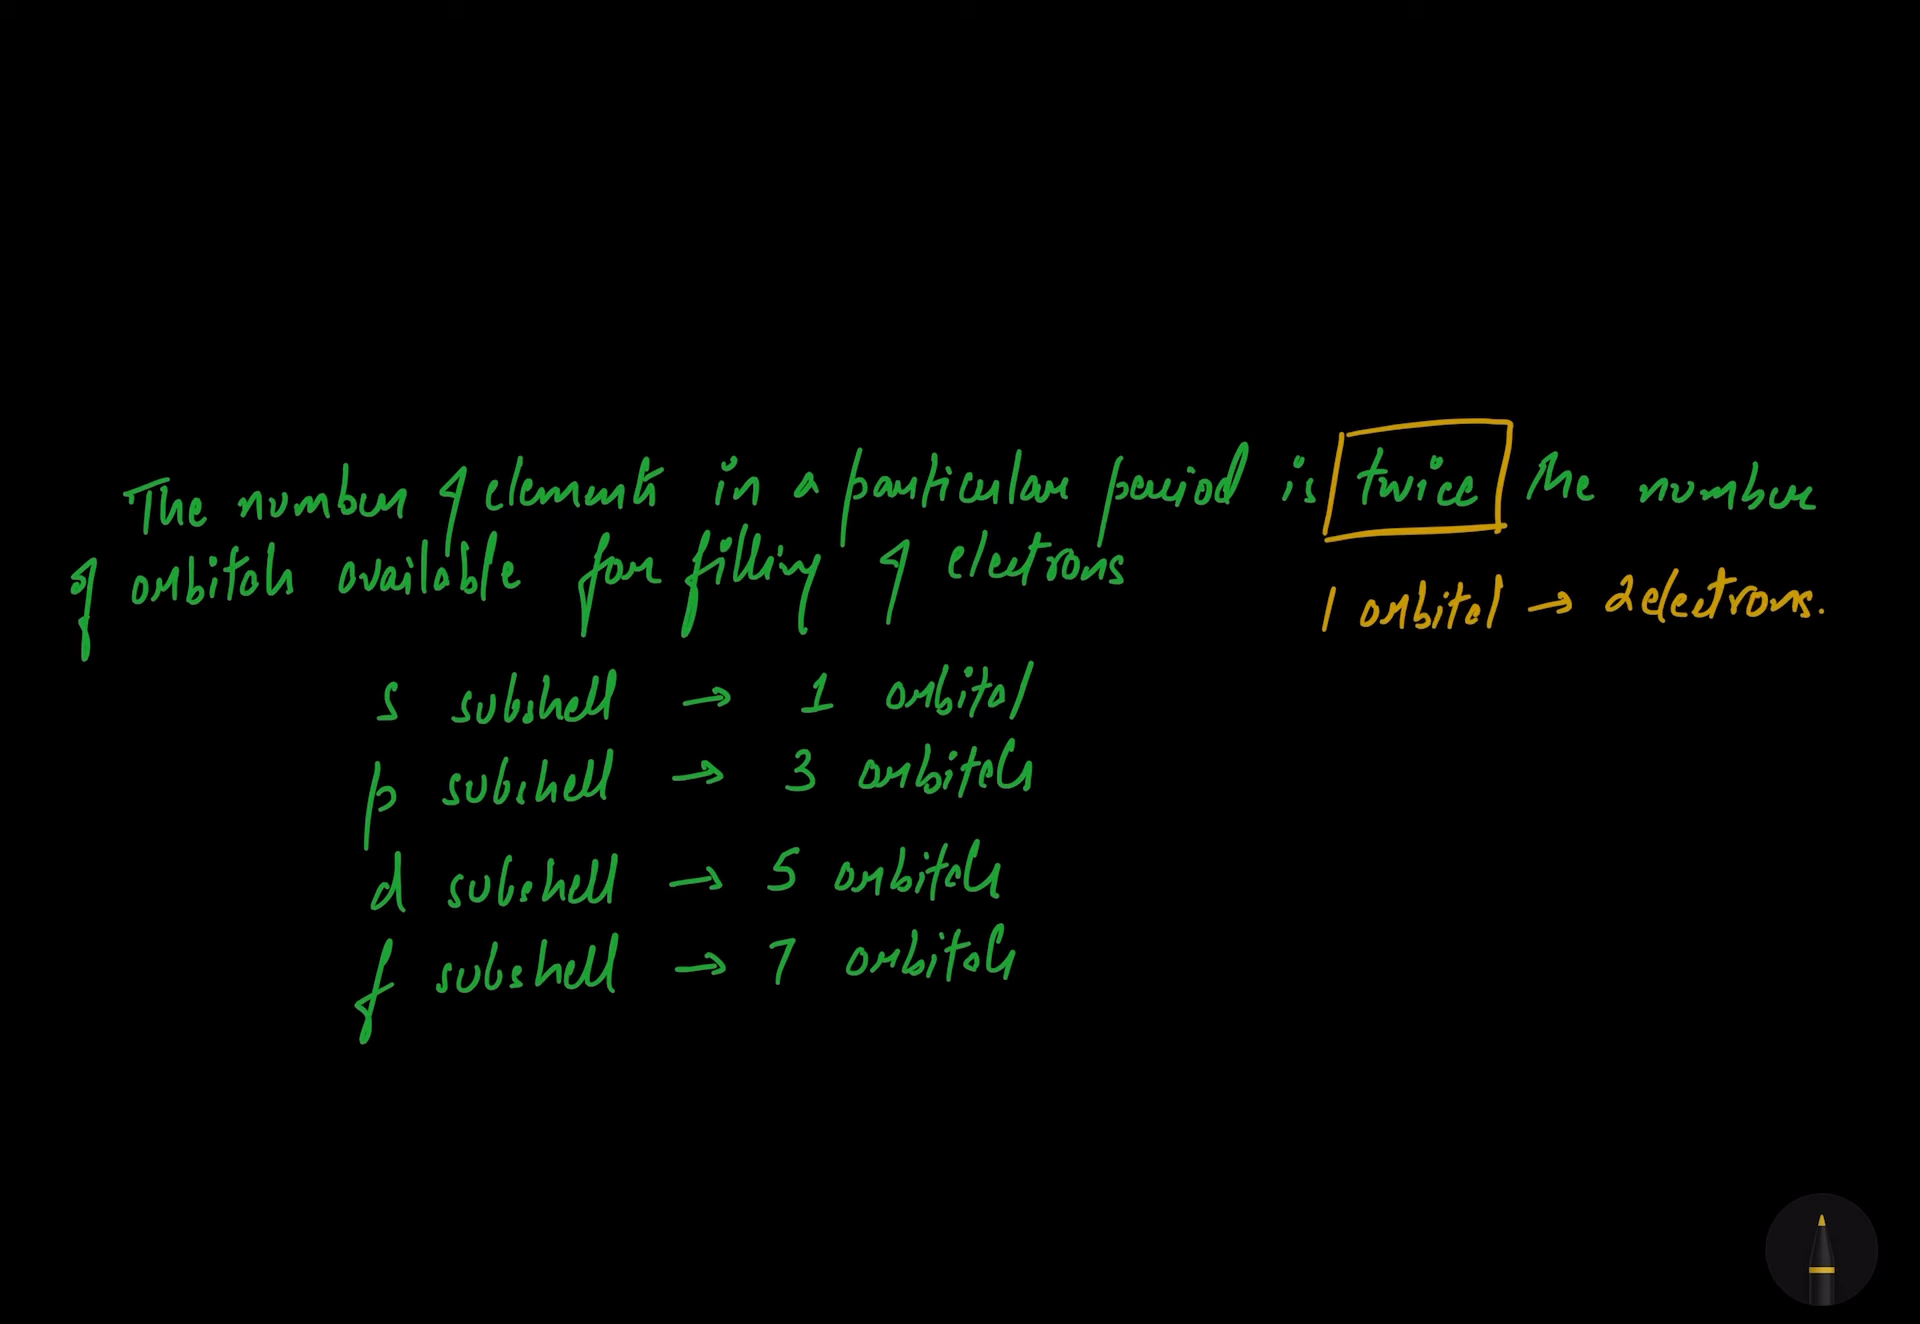 The number of elements in a particular period is twice the number
of orbitals available for filling of electrons
1 orbital → 2 electrons.
s subshell → 1 orbital
p subshell → 3 orbitals
d subshell → 5 orbitals
f subshell → 7 orbitals